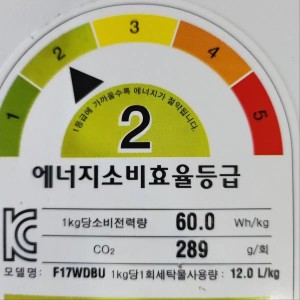 1 2 3 4 5
1등급에 가까울수록 에너지가 절약됩니다.
2
에너지소비효율등급
1kg당소비전력량 60.0 Wh/kg
CO₂ 289 g/회
모델명: F17WDBU 1kg당1회세탁물사용량: 12.0 L/kg